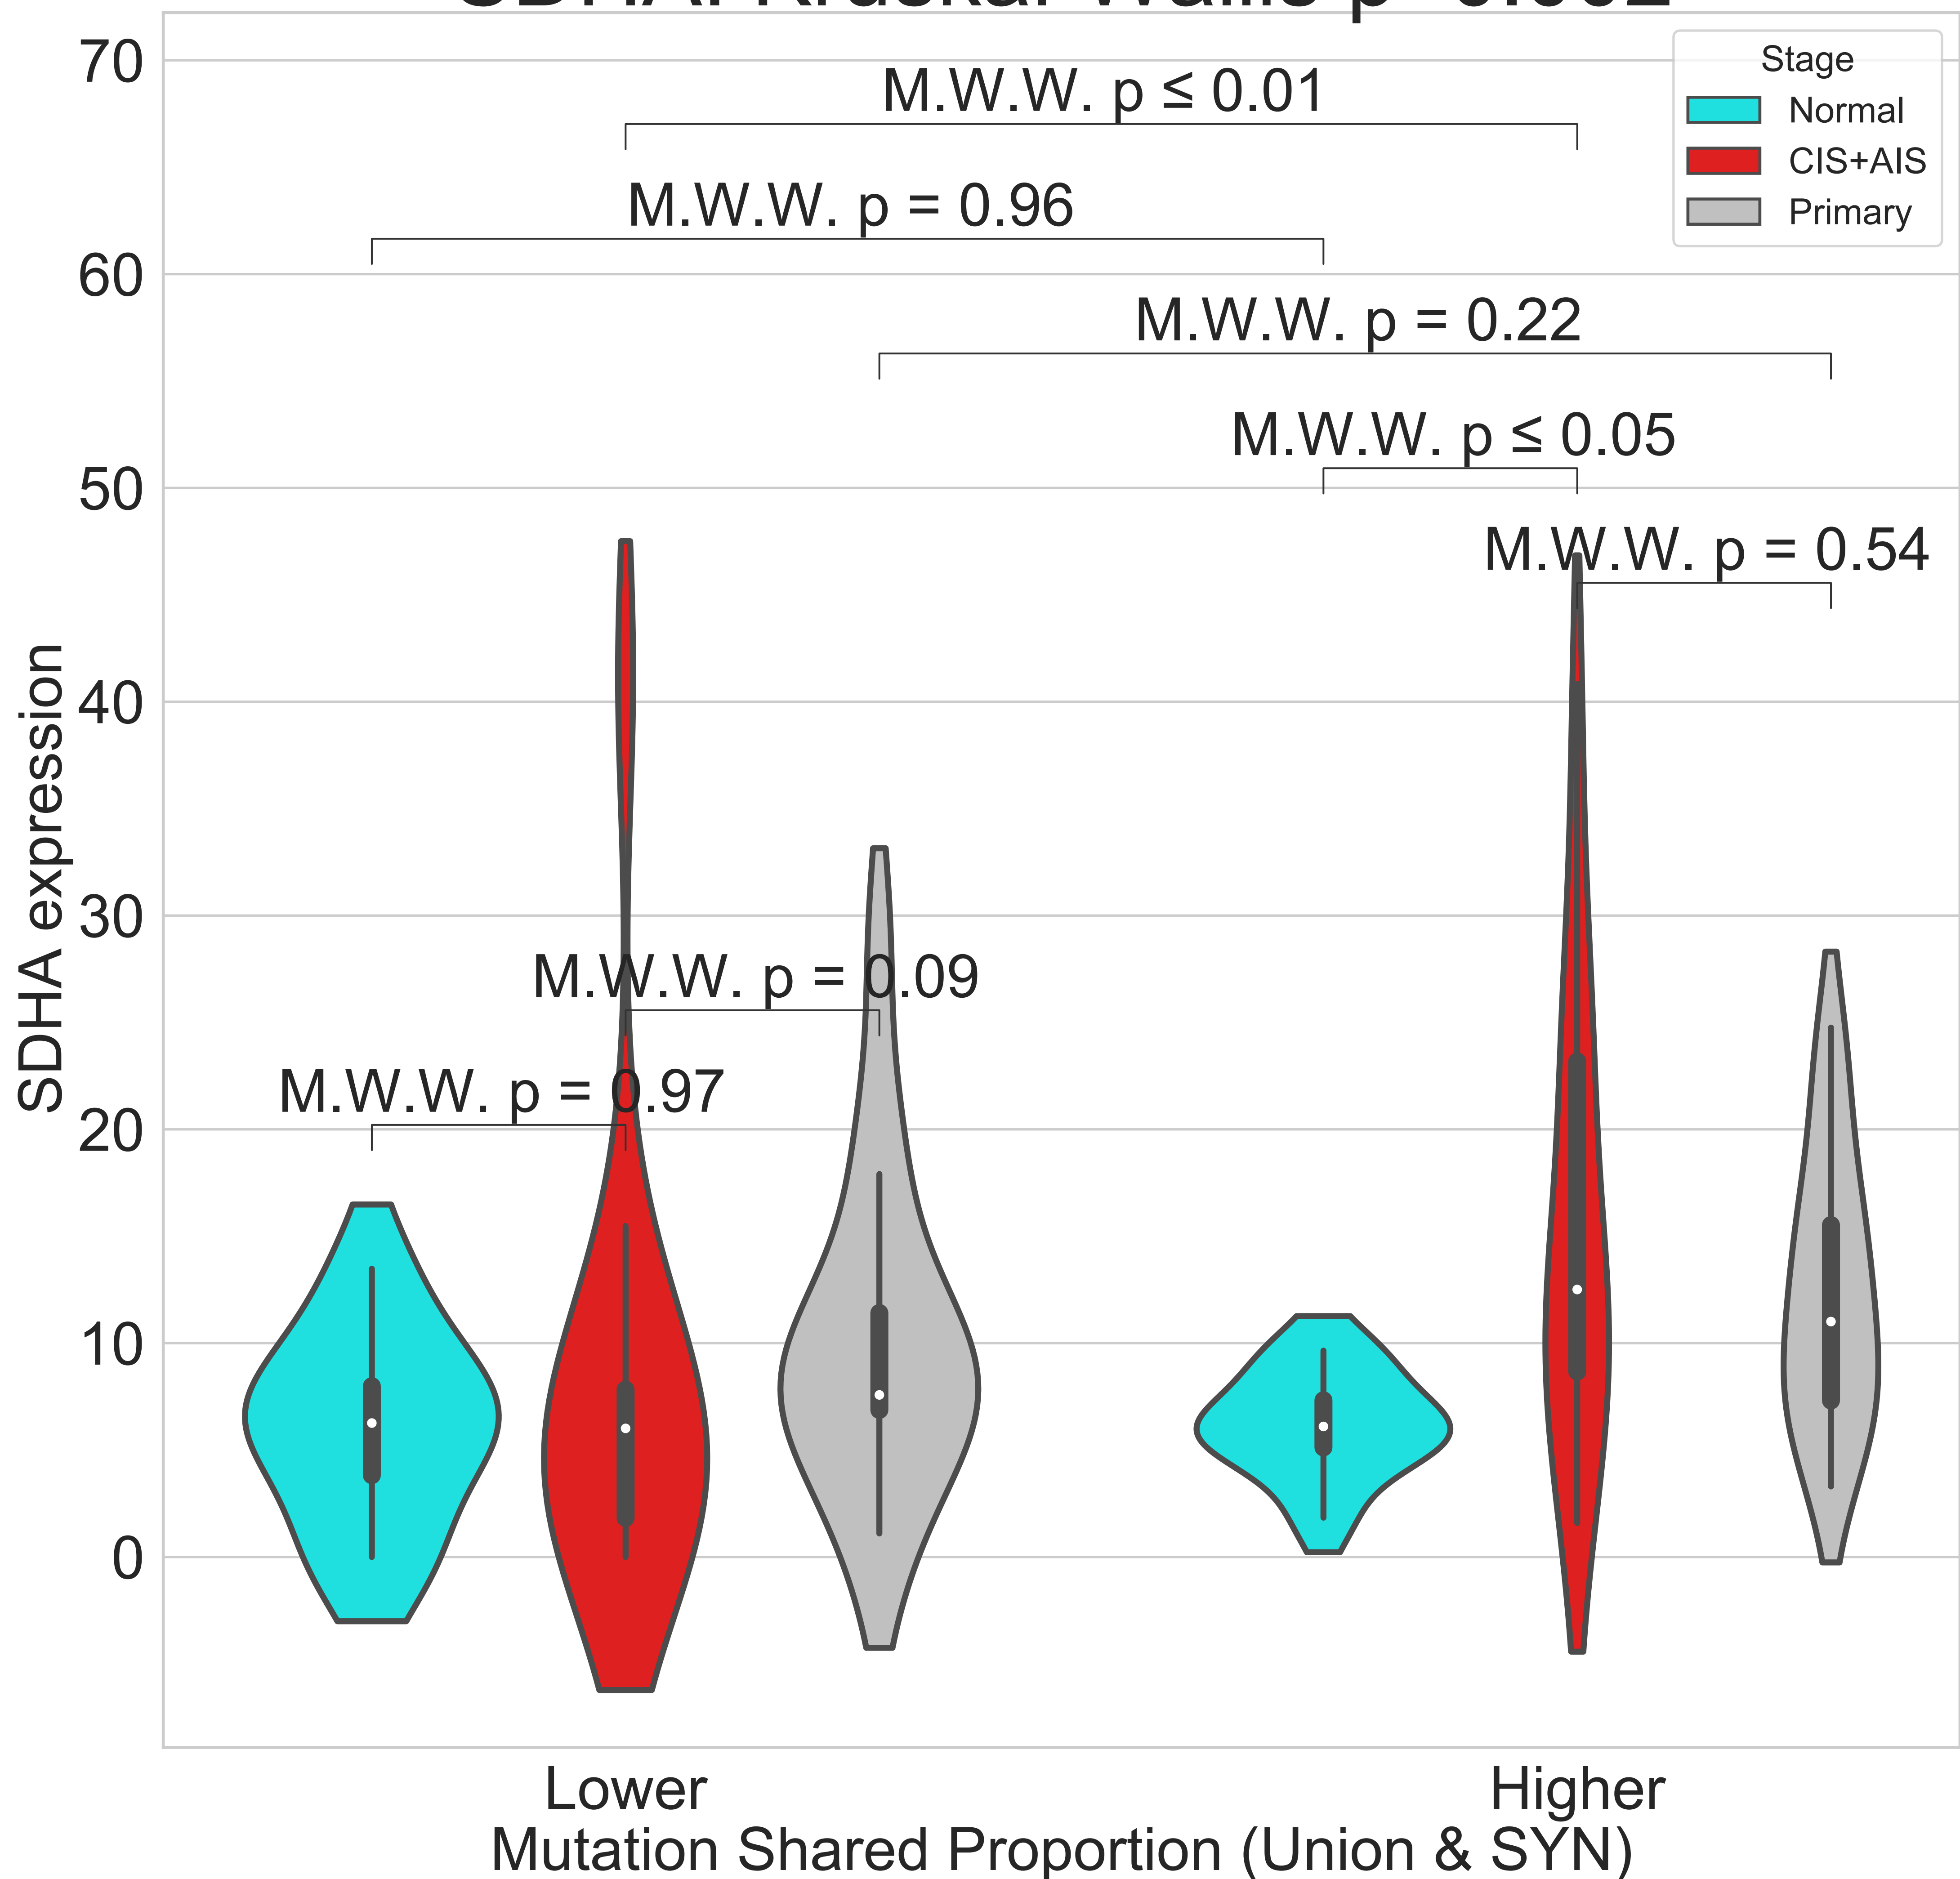 70
M.W.W. p ≤ 0.01
Stage
Normal
CIS+AIS
Primary
M.W.W. p = 0.96
60
M.W.W. p = 0.22
M.W.W. p ≤ 0.05
50
M.W.W. p = 0.54
40
30
M.W.W. p = 0.09
M.W.W. p = 0.97
20
10
0
SDHA expression
Lower
Higher
Mutation Shared Proportion (Union & SYN)